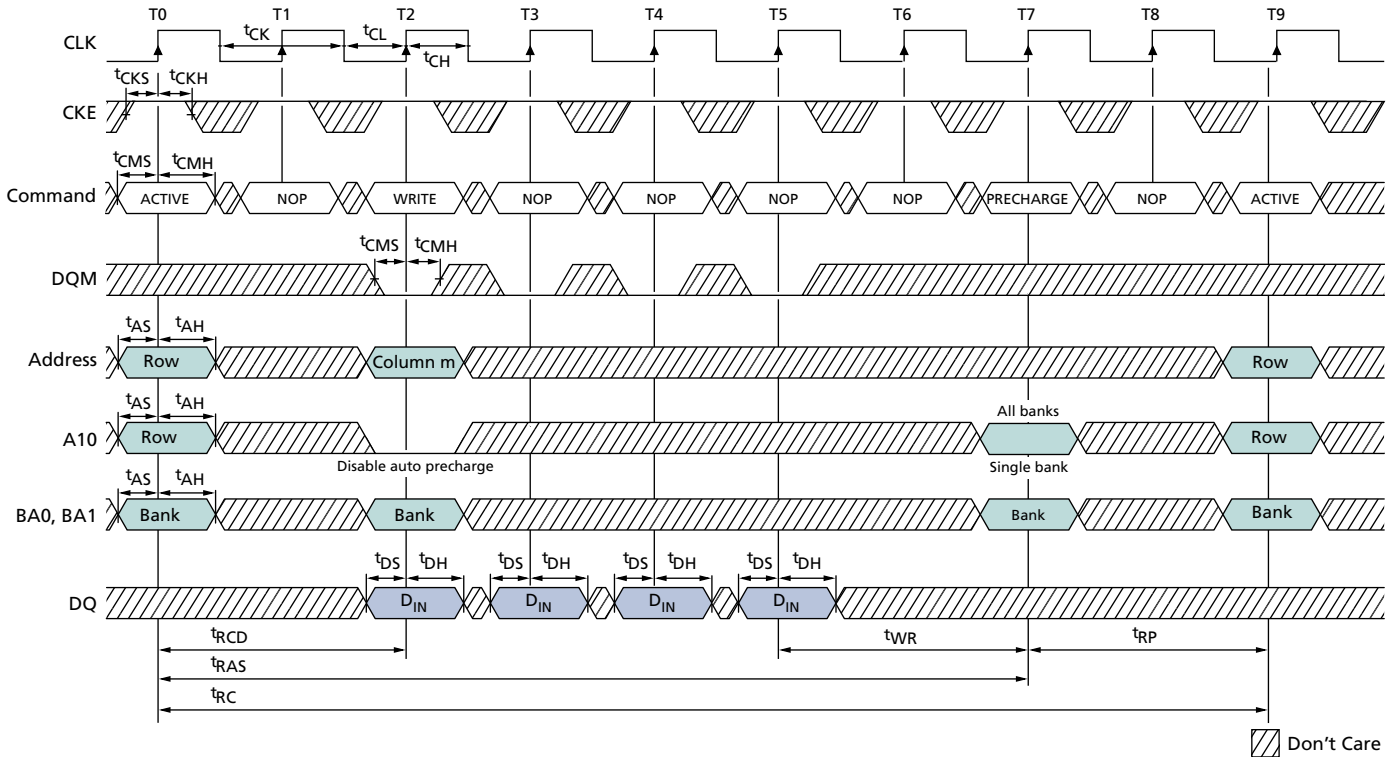 T0 T1 T2 T3 T4 T5 T6 T7 T8 T9
CLK
tCK tCL
tCH
tCKS tCKH
CKE
tCMS tCMH
Command ACTIVE NOP WRITE NOP NOP NOP NOP PRECHARGE NOP ACTIVE
tCMS tCMH
DQM
tAS tAH
Address Row Column m Row
tAS tAH
All banks
A10 Row Row
Disable auto precharge Single bank
tAS tAH
BA0, BA1 Bank Bank Bank Bank
tDS tDH tDS tDH tDS tDH tDS tDH
DQ DIN DIN DIN DIN
tRCD tWR tRP
tRAS
tRC
Don't Care